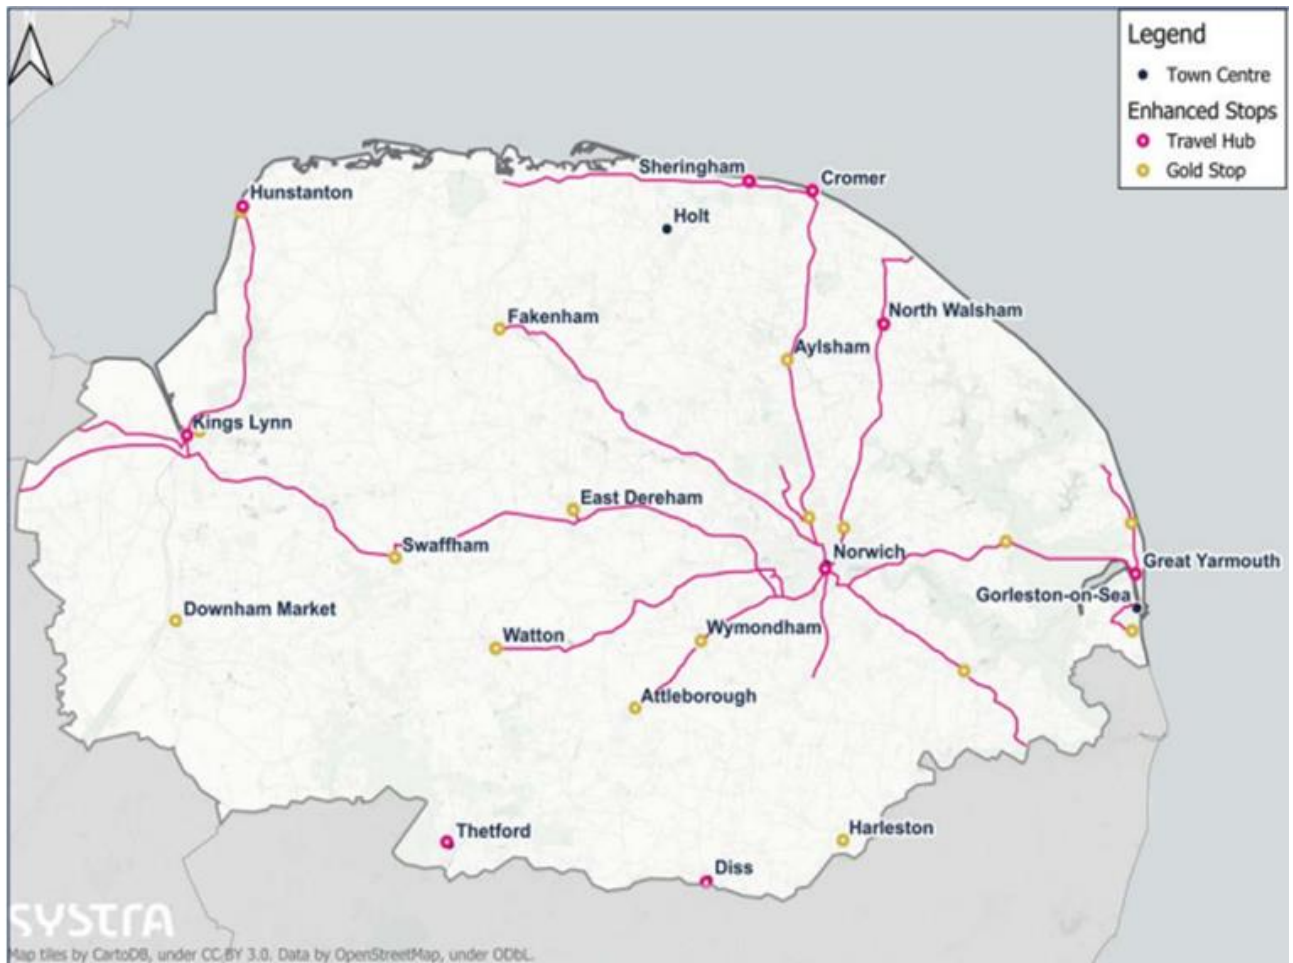 Legend
Town Centre
Enhanced Stops
Travel Hub
Gold Stop
Sheringham
Cromer
Hunstanton
Holt
Fakenham
North Walsham
Aylsham
Kings Lynn
East Dereham
Swaffham
Norwich
Great Yarmouth
Gorleston-on-Sea
Downham Market
Watton
Wymondham
Attleborough
Thetford
Harleston
Diss
SYSTRA
Map tiles by CartoDB, under CC BY 3.0. Data by OpenStreetMap, under ODbL.